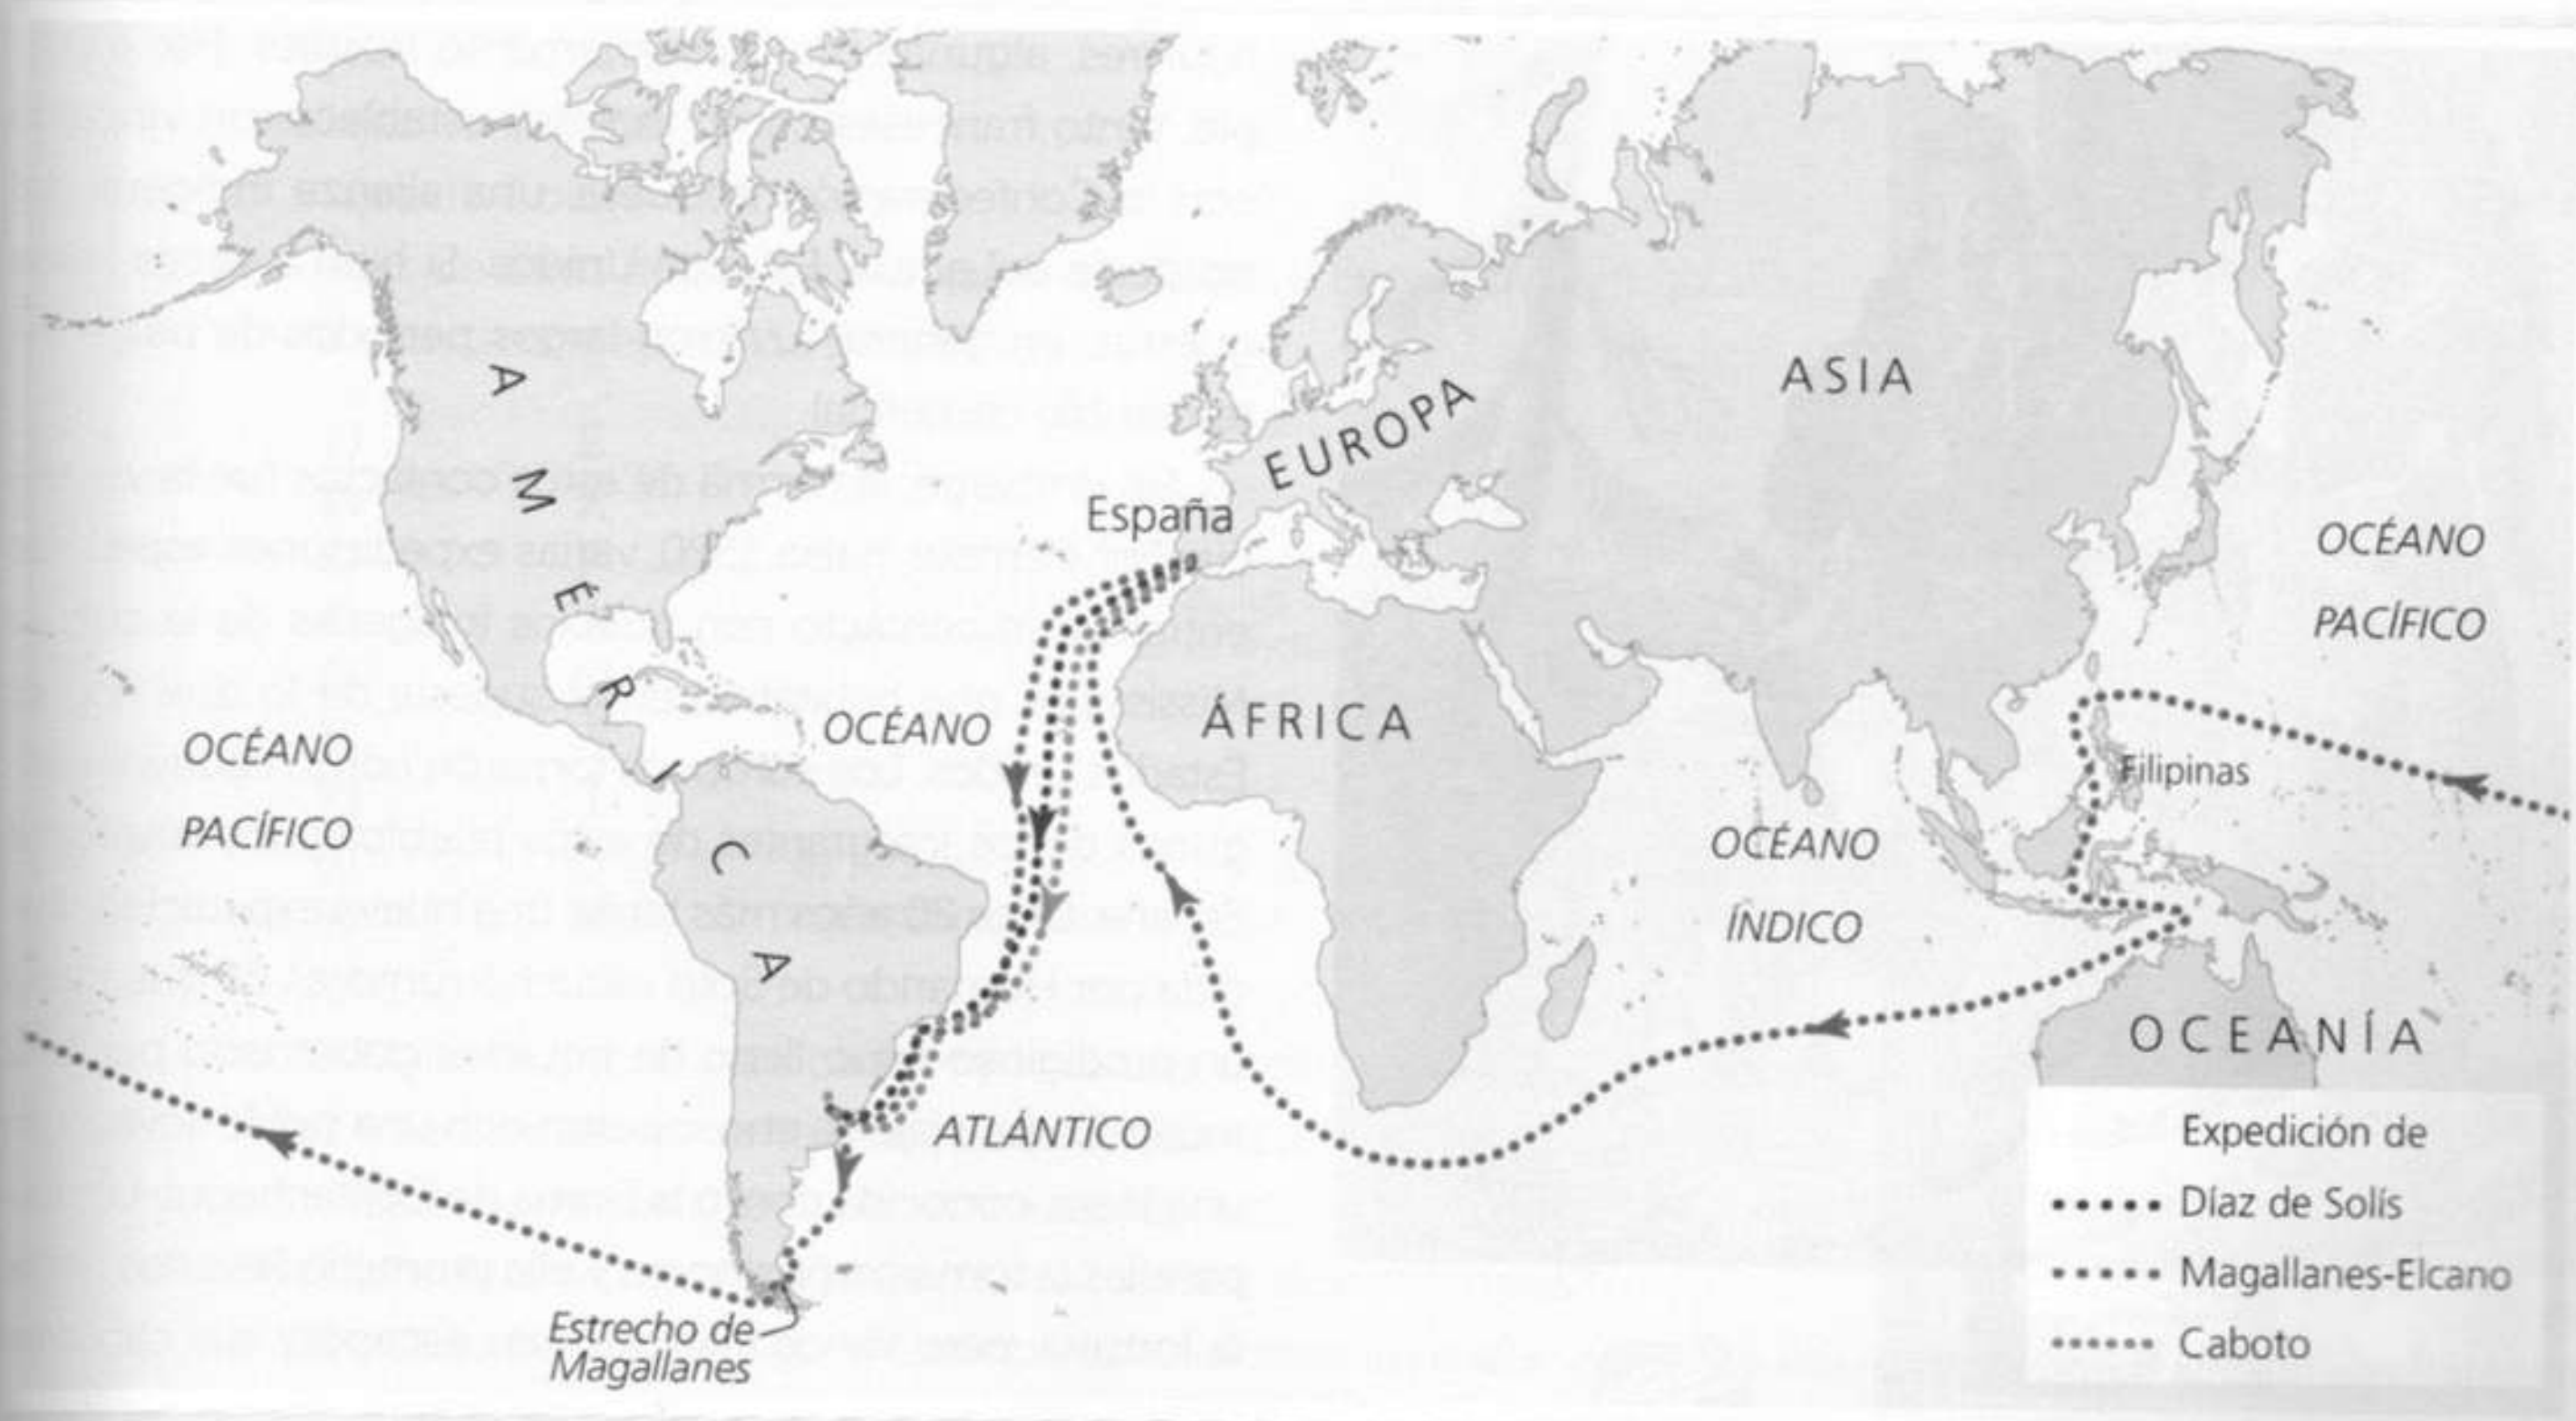 AMÉRICA
EUROPA
ASIA
España
OCÉANO
PACÍFICO
OCÉANO
PACÍFICO
OCÉANO
ÁFRICA
Filipinas
OCÉANO
ÍNDICO
OCEANÍA
ATLÁNTICO
Estrecho de
Magallanes
Expedición de
Díaz de Solís
Magallanes-Elcano
Caboto